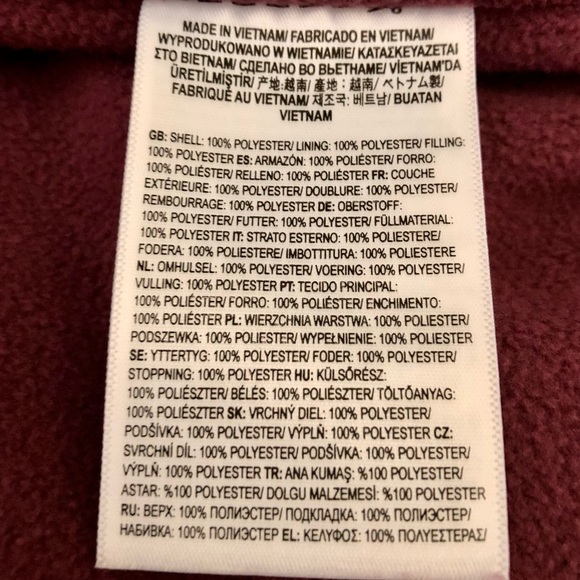 MADE IN VIETNAM/ FABRICADO EN VIETNAM/
WYPRODUKOWANO W WIETNAMIE/ ΚΑΤΑΣΚΕΥΑΖΕΤΑΙ
ΣΤΟ ΒΙΕΤΝΑΜ/ СДЕЛАНО ВО ВЬЕТНАМЕ/ VİETNAM'DA
ÜRETİLMİŞTİR/ 产地:越南/ 產地：越南/ ベトナム製/
FABRIQUÉ AU VIETNAM/ 제조국: 베트남/ BUATAN
VIETNAM
GB: SHELL: 100% POLYESTER/ LINING: 100% POLYESTER/ FILLING:
100% POLYESTER ES: ARMAZÓN: 100% POLIÉSTER/ FORRO:
100% POLIÉSTER/ RELLENO: 100% POLIÉSTER FR: COUCHE
EXTÉRIEURE: 100% POLYESTER/ DOUBLURE: 100% POLYESTER/
REMBOURRAGE: 100% POLYESTER DE: OBERSTOFF:
100% POLYESTER/ FUTTER: 100% POLYESTER/ FÜLLMATERIAL:
100% POLYESTER IT: STRATO ESTERNO: 100% POLIESTERE/
FODERA: 100% POLIESTERE/ IMBOTTITURA: 100% POLIESTERE
NL: OMHULSEL: 100% POLYESTER/ VOERING: 100% POLYESTER/
VULLING: 100% POLYESTER PT: TECIDO PRINCIPAL:
100% POLIÉSTER/ FORRO: 100% POLIÉSTER/ ENCHIMENTO:
100% POLIÉSTER PL: WIERZCHNIA WARSTWA: 100% POLIESTER/
PODSZEWKA: 100% POLIESTER/ WYPEŁNIENIE: 100% POLIESTER
SE: YTTERTYG: 100% POLYESTER/ FODER: 100% POLYESTER/
STOPPNING: 100% POLYESTER HU: KÜLSŐRÉSZ:
100% POLIÉSZTER/ BÉLÉS: 100% POLIÉSZTER/ TÖLTŐANYAG:
100% POLIÉSZTER SK: VRCHNÝ DIEL: 100% POLYESTER/
PODŠÍVKA: 100% POLYESTER/ VÝPLŇ: 100% POLYESTER CZ:
SVRCHNÍ DÍL: 100% POLYESTER/ PODŠÍVKA: 100% POLYESTER/
VÝPLŇ: 100% POLYESTER TR: ANA KUMAŞ: %100 POLYESTER/
ASTAR: %100 POLYESTER/ DOLGU MALZEMESİ: %100 POLYESTER
RU: ВЕРХ: 100% ПОЛИЭСТЕР/ ПОДКЛАДКА: 100% ПОЛИЭСТЕР/
НАБИВКА: 100% ПОЛИЭСТЕР EL: ΚΕΛΥΦΟΣ: 100% ΠΟΛΥΕΣΤΕΡΑΣ/